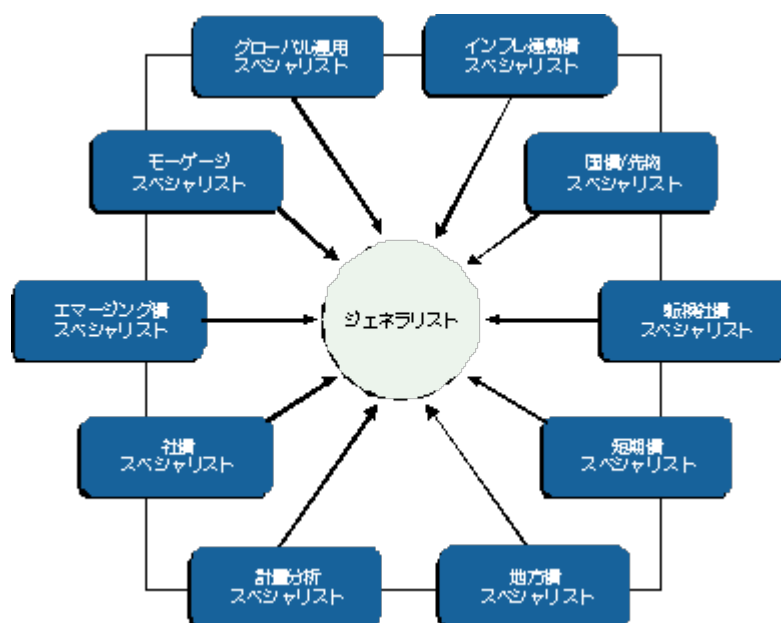 グローバル運用
スペシャリスト
インフレ連動債
スペシャリスト
モーゲージ
スペシャリスト
国債/先物
スペシャリスト
エマージング債
スペシャリスト
ジェネラリスト
転換社債
スペシャリスト
社債
スペシャリスト
短期債
スペシャリスト
計量分析
スペシャリスト
地方債
スペシャリスト